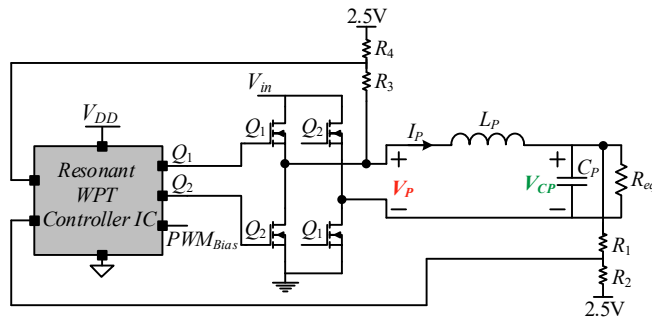 2.5V
R4
R3
Vin
VDD
Q1
Q2
Q1
Q2
Resonant
WPT
Controller IC
PWMBias
Q2
Q1
IP
LP
+
VP
−
+
VCP
−
CP
Req
R1
R2
2.5V